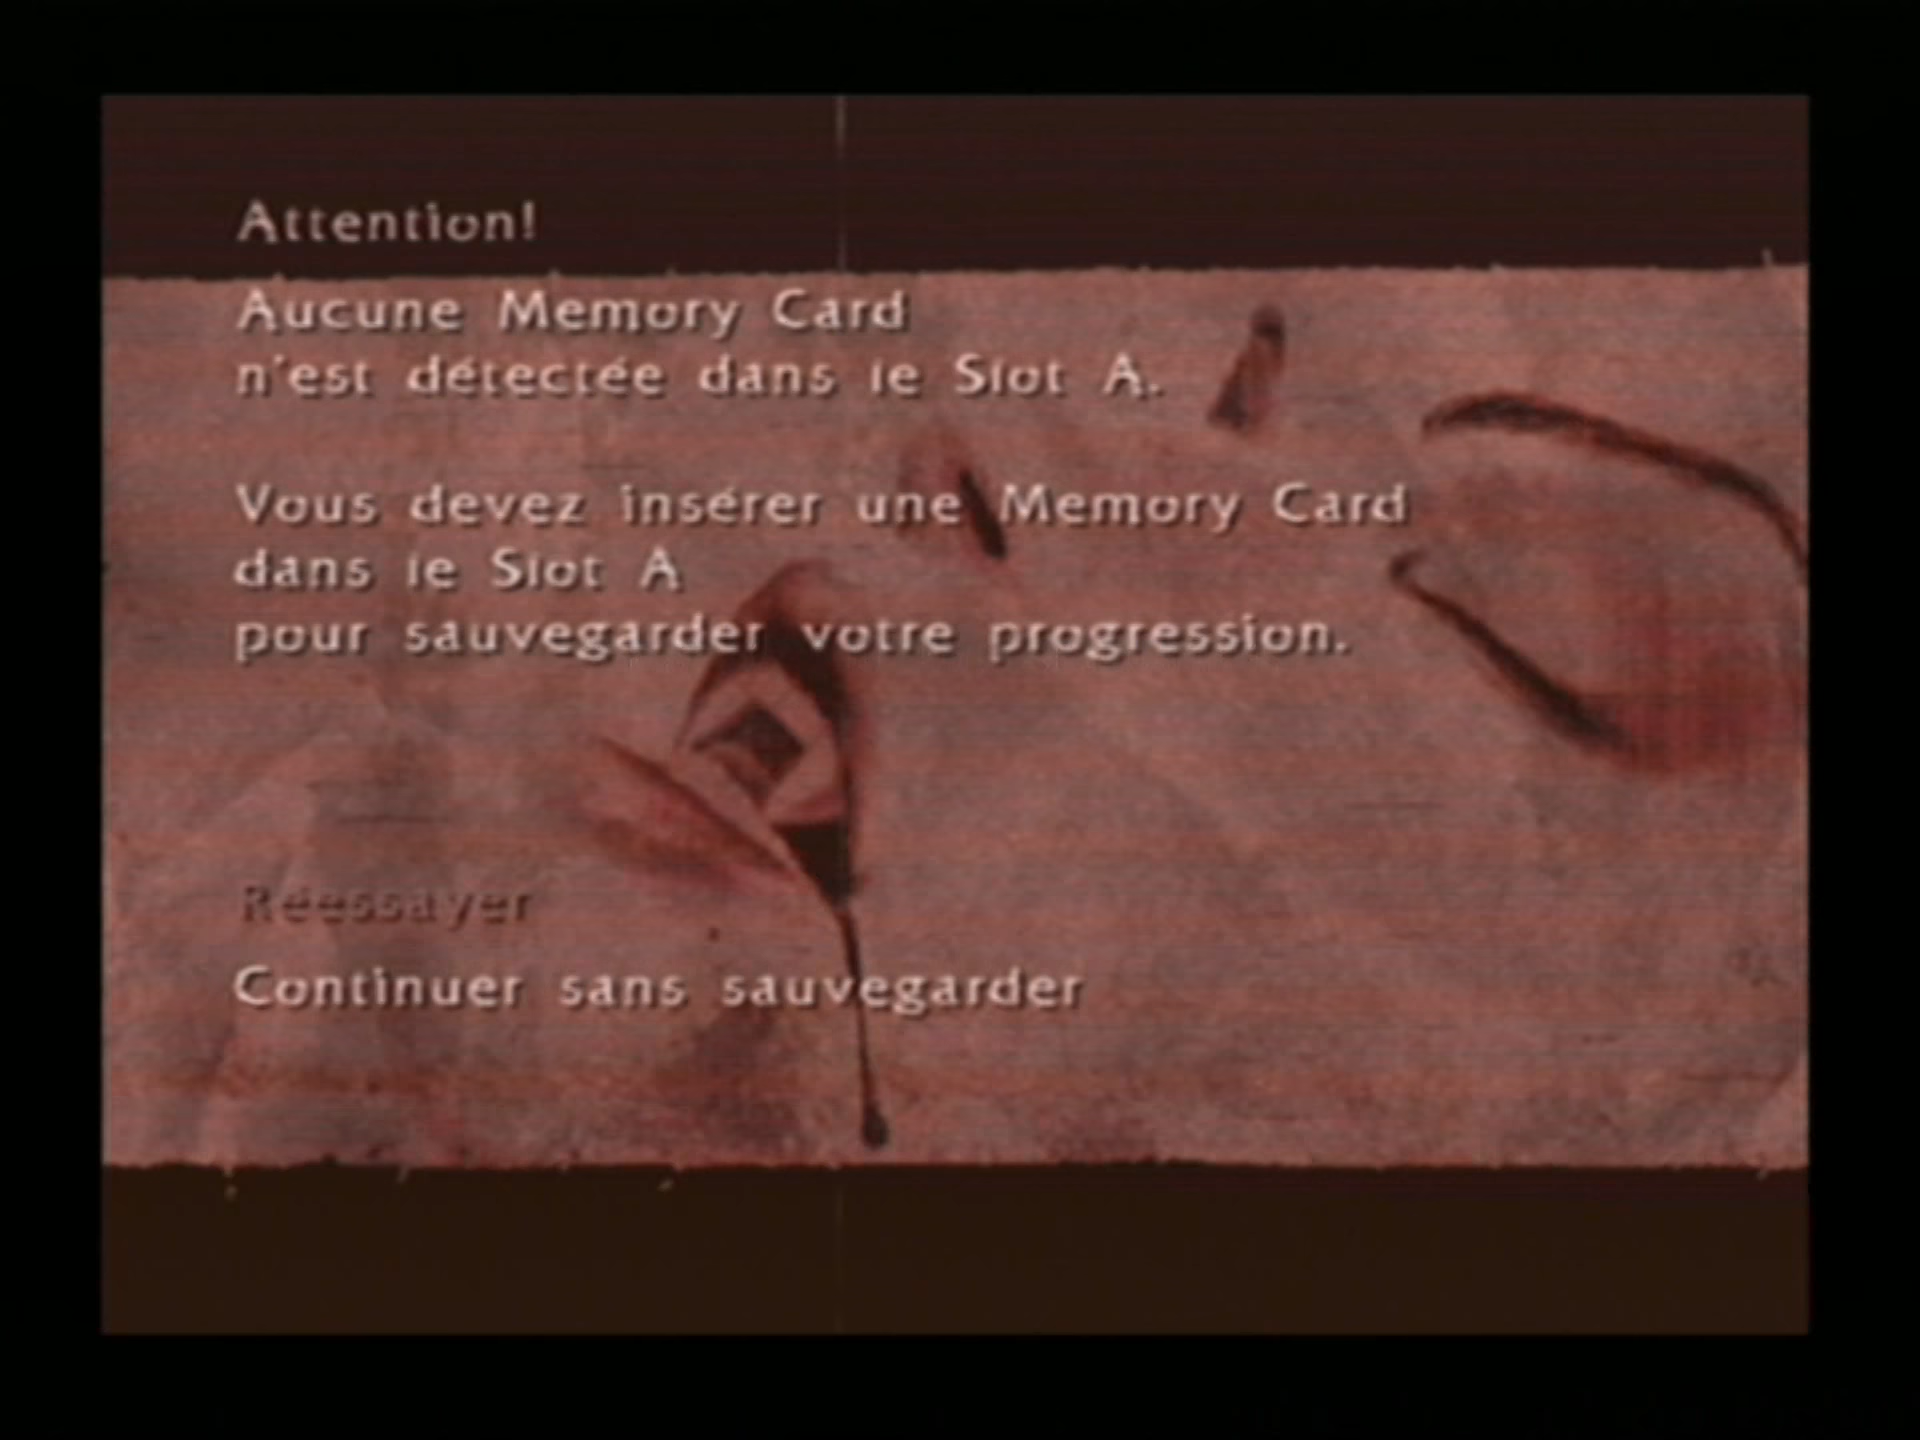 Attention!
Aucune Memory Card
n'est détectée dans le Slot A.
Vous devez insérer une Memory Card
dans le Slot A
pour sauvegarder votre progression.
Réessayer
Continuer sans sauvegarder